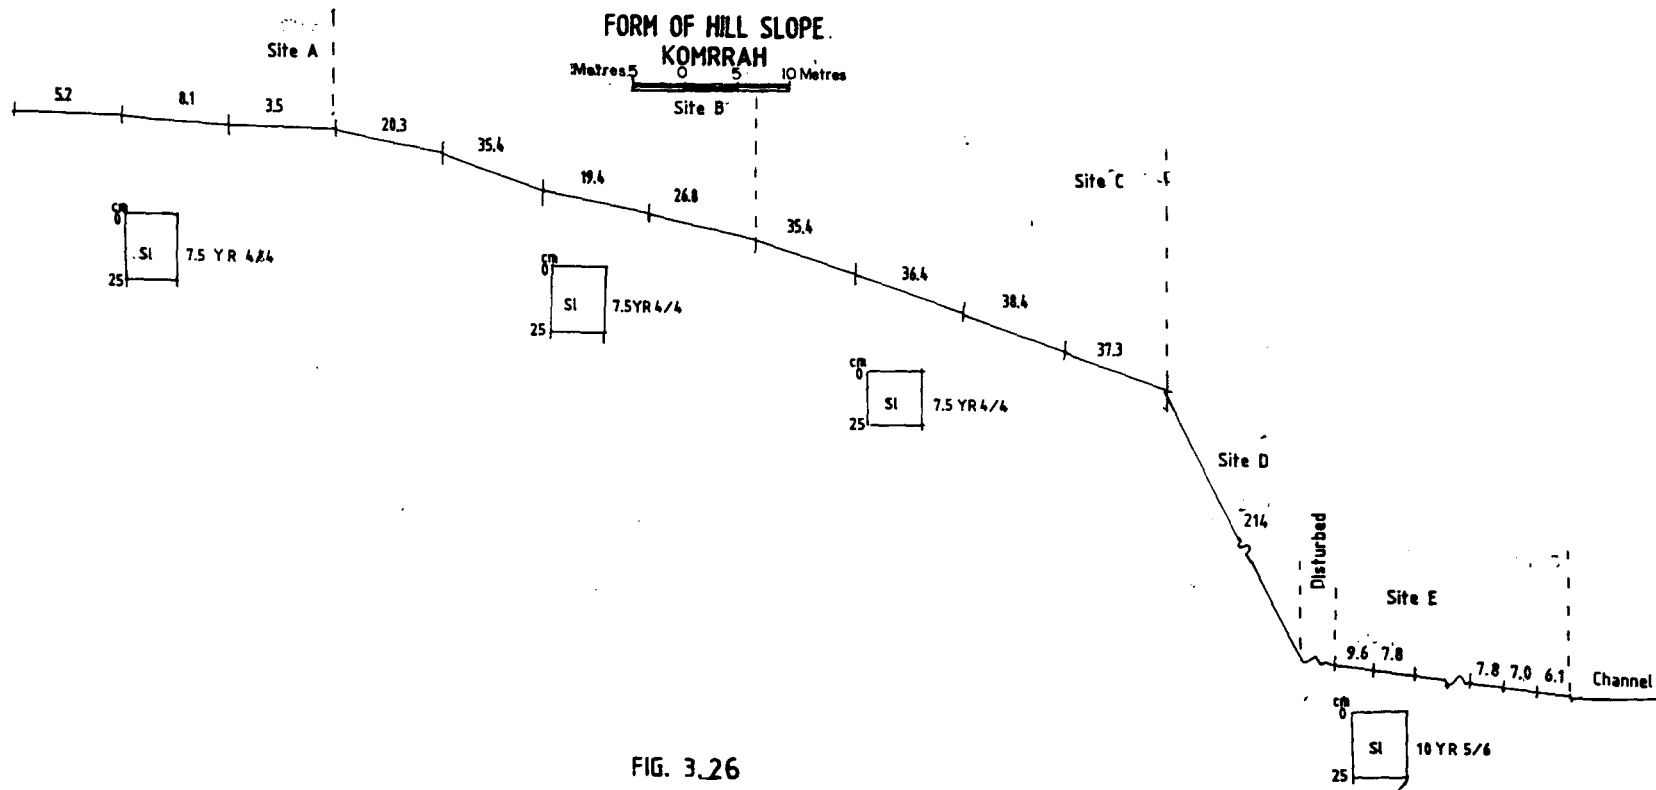 FORM OF HILL SLOPE.
KOMRRAH
Metres 5 0 5 10 Metres
Site A
Site B
Site C
Site D
Disturbed
Site E
Channel
5.2 8.1 3.5 20.3 35.4 19.4 26.8 35.4 36.4 38.4 37.3
214
9.6 7.8 7.8 7.0 6.1
cm
0
Sl 7.5 YR 4/4
25
cm
0
Sl 7.5YR 4/4
25
cm
0
Sl 7.5 YR 4/4
25
cm
0
Sl 10 YR 5/6
25
FIG. 3.26